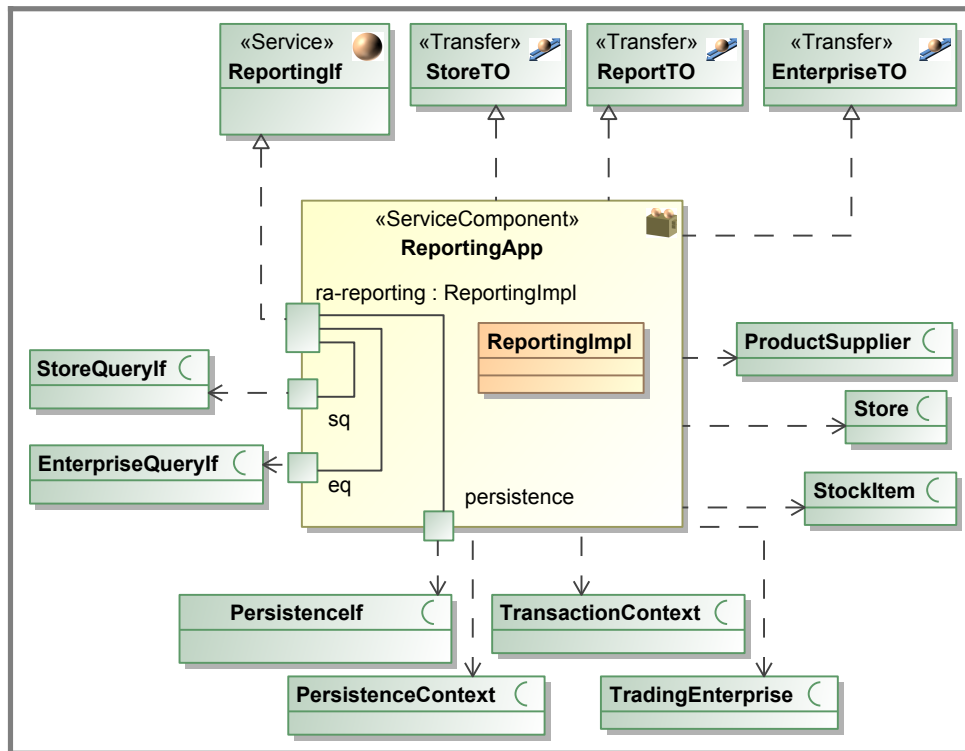 «Service»
ReportingIf
«Transfer»
StoreTO
«Transfer»
ReportTO
«Transfer»
EnterpriseTO
«ServiceComponent»
ReportingApp
ra-reporting : ReportingImpl
ReportingImpl
ProductSupplier
StoreQueryIf
sq
Store
EnterpriseQueryIf
eq
StockItem
persistence
PersistenceIf
TransactionContext
PersistenceContext
TradingEnterprise